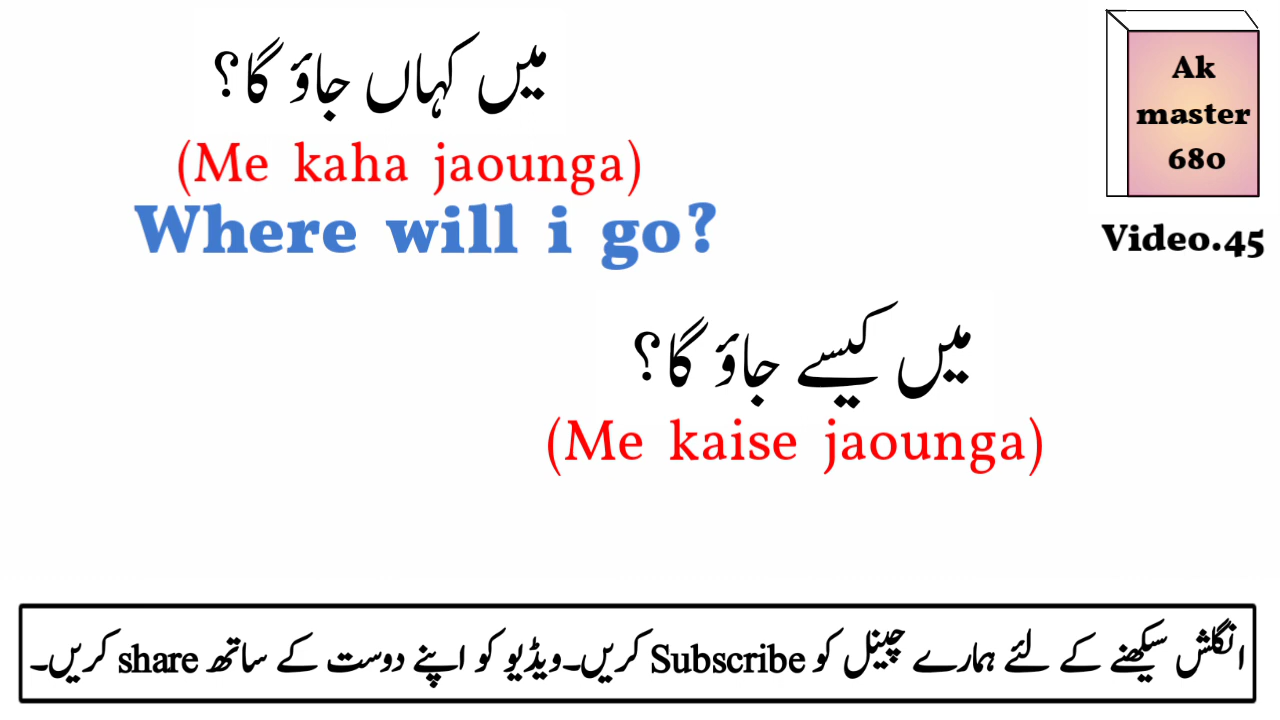 میں کہاں جاؤ گا؟
(Me kaha jaounga)
Where will i go?
Ak
master
680
Video.45
میں کیسے جاؤ گا؟
(Me kaise jaounga)
انگلش سیکھنے کے لئے ہمارے چینل کو Subscribe کریں۔ویڈیو کو اپنے دوست کے ساتھ share کریں۔